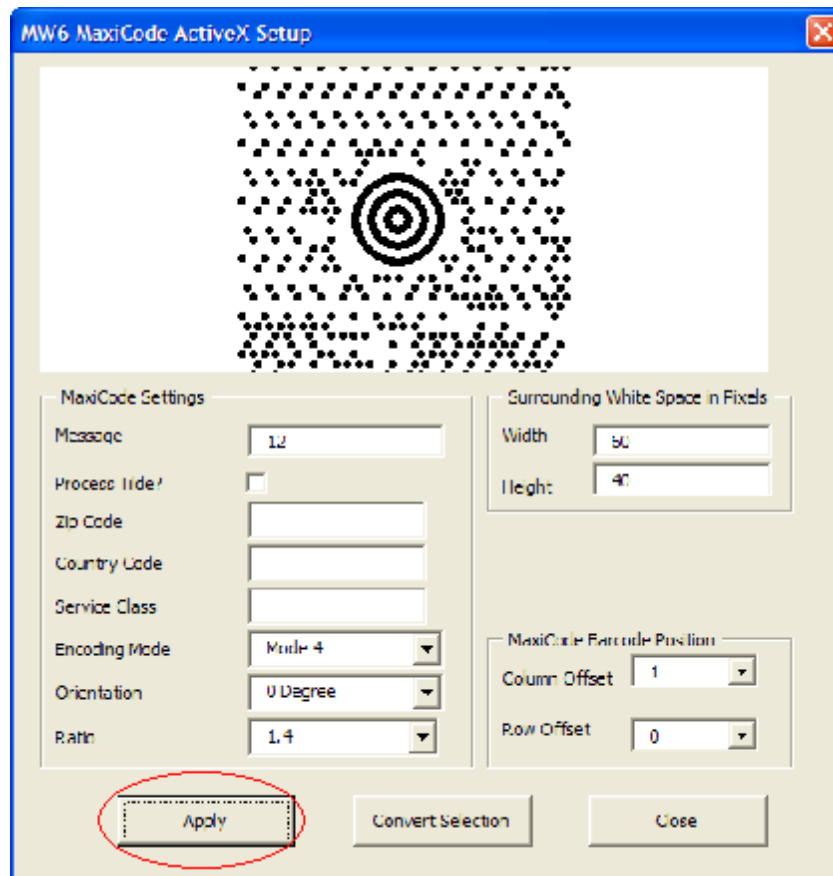 MW6 MaxiCode ActiveX Setup
MaxiCode Settings
Message 12
Process Tilde?
Zip Code
Country Code
Service Class
Encoding Mode Mode 4
Orientation 0 Degree
Ratio 1.4
Surrounding White Space in Pixels
Width 60
Height 40
MaxiCode Barcode Position
Column Offset 1
Row Offset 0
Apply Convert Selection Close